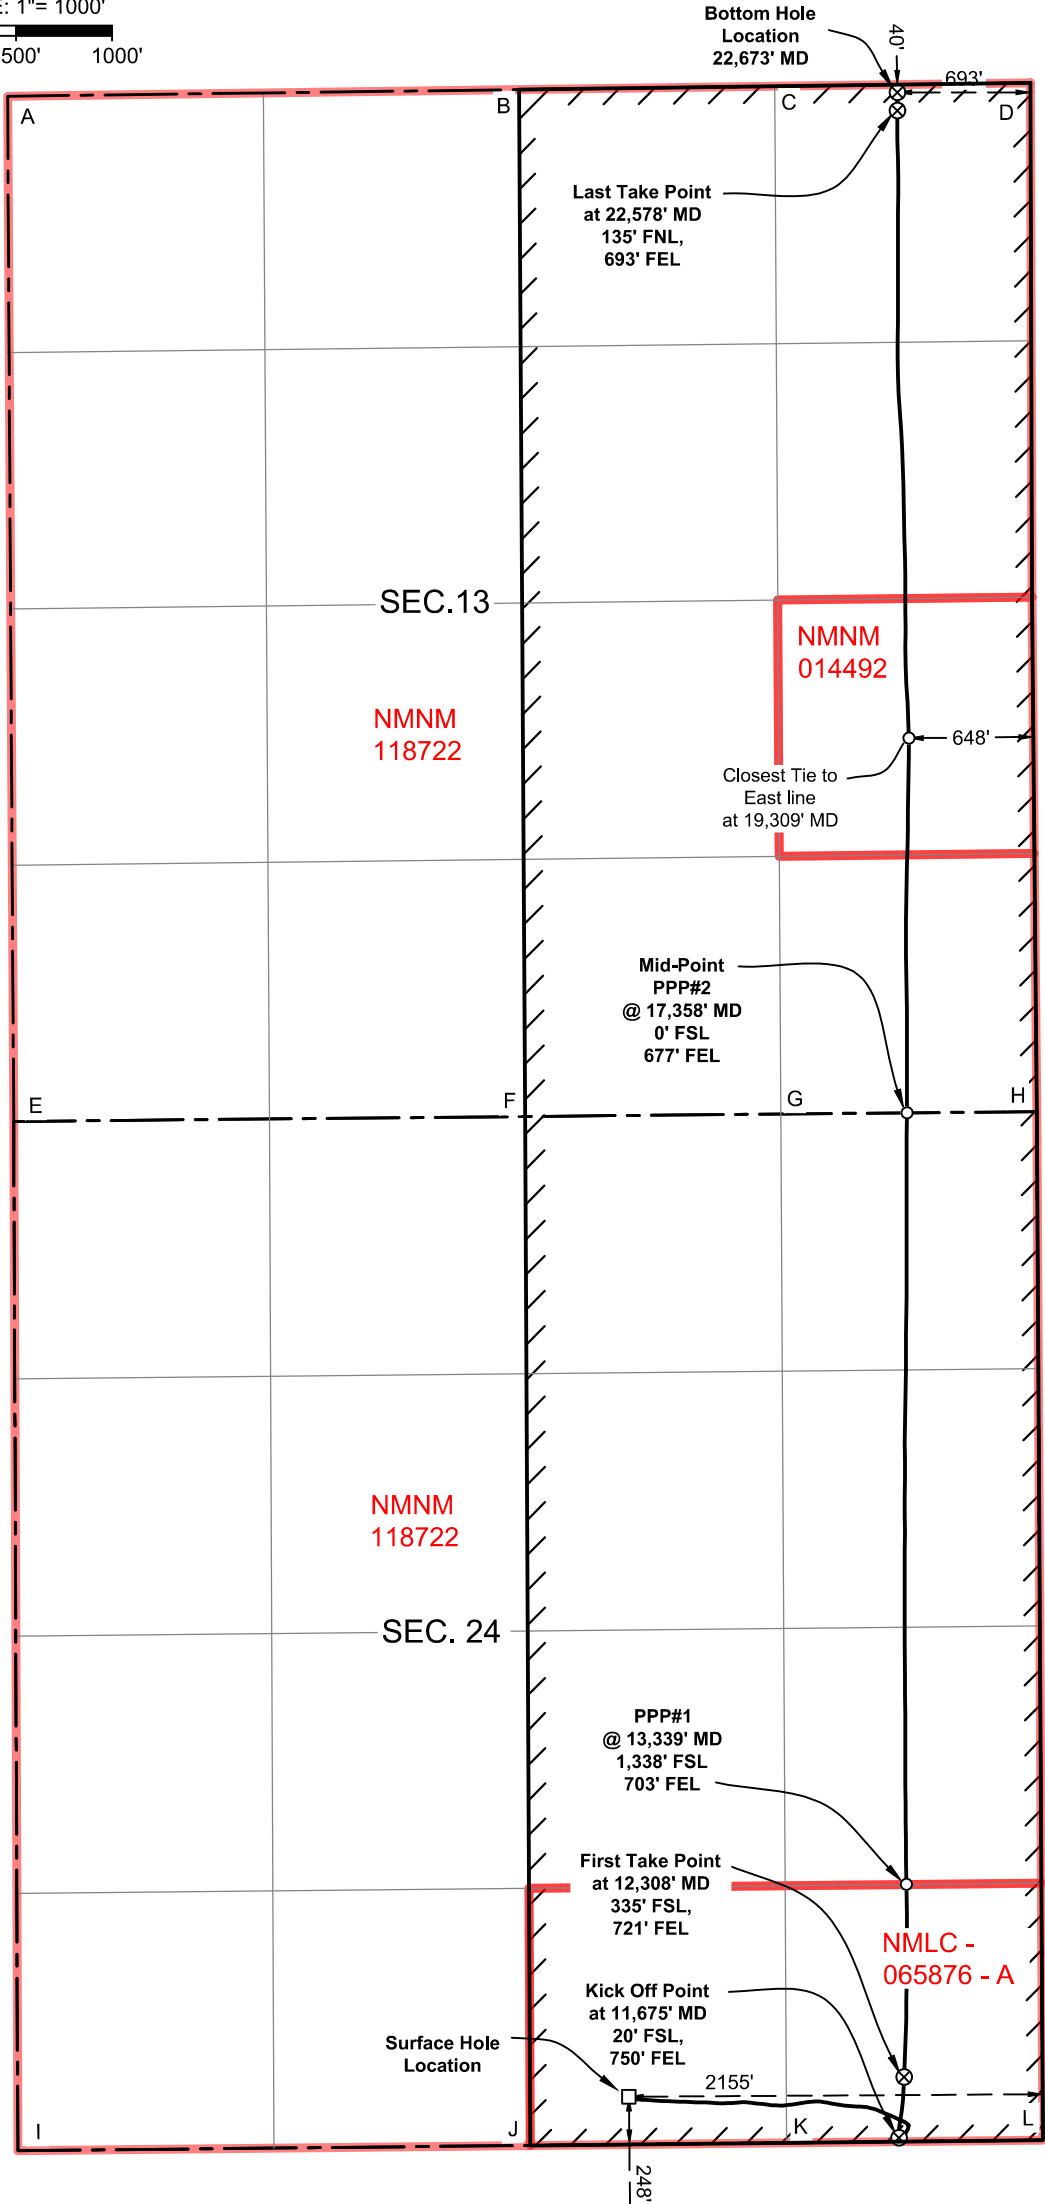 E: 1"= 1000'
500' 1000'
Bottom Hole
Location
22,673' MD
40'
693'
A
B
C
D
Last Take Point
at 22,578' MD
135' FNL,
693' FEL
SEC.13
NMNM
014492
NMNM
118722
648'
Closest Tie to
East line
at 19,309' MD
Mid-Point
PPP#2
@ 17,358' MD
0' FSL
677' FEL
E
F
G
H
NMNM
118722
SEC. 24
PPP#1
@ 13,339' MD
1,338' FSL
703' FEL
First Take Point
at 12,308' MD
335' FSL,
721' FEL
NMLC -
065876 - A
Kick Off Point
at 11,675' MD
20' FSL,
750' FEL
Surface Hole
Location
2155'
I
J
K
L
248'